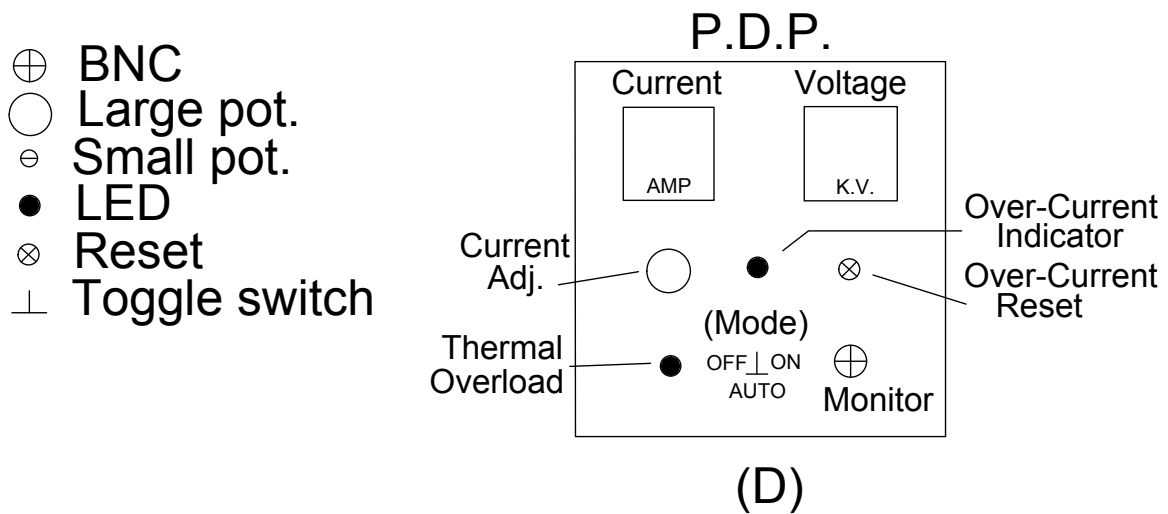 P.D.P.
BNC
Large pot.
Small pot.
LED
Reset
Toggle switch
Current
Voltage
AMP
K.V.
Over-Current
Indicator
Current
Adj.
Over-Current
Reset
(Mode)
Thermal
Overload
OFF ON
AUTO
Monitor
(D)